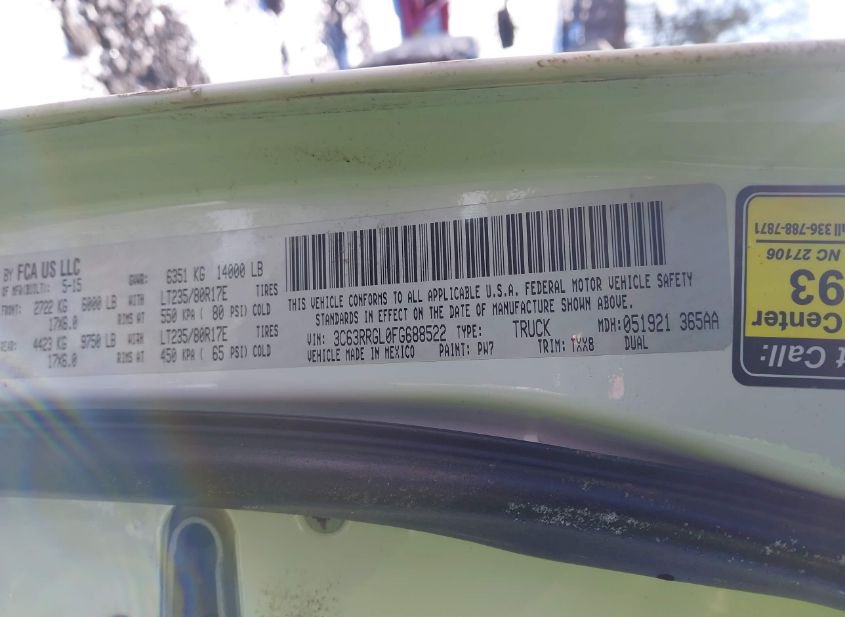 BY FCA US LLC
OF MFR(BUILT): 5-15
GVWR: 6351 KG 14000 LB
FRONT: 2722 KG 6000 LB WITH LT235/80R17E TIRES
17X6.0 RIMS AT 550 KPA ( 80 PSI) COLD
REAR: 4423 KG 9750 LB WITH LT235/80R17E TIRES
17X6.0 RIMS AT 450 KPA ( 65 PSI) COLD
THIS VEHICLE CONFORMS TO ALL APPLICABLE U.S.A. FEDERAL MOTOR VEHICLE SAFETY
STANDARDS IN EFFECT ON THE DATE OF MANUFACTURE SHOWN ABOVE.
VIN: 3C63RRGL0FG688522 TYPE: TRUCK MDH:051921 365AA
VEHICLE MADE IN MEXICO PAINT: PW7 TRIM: TXX8 DUAL
t Call:
Center
93
NC 27106
ll 336-788-7871